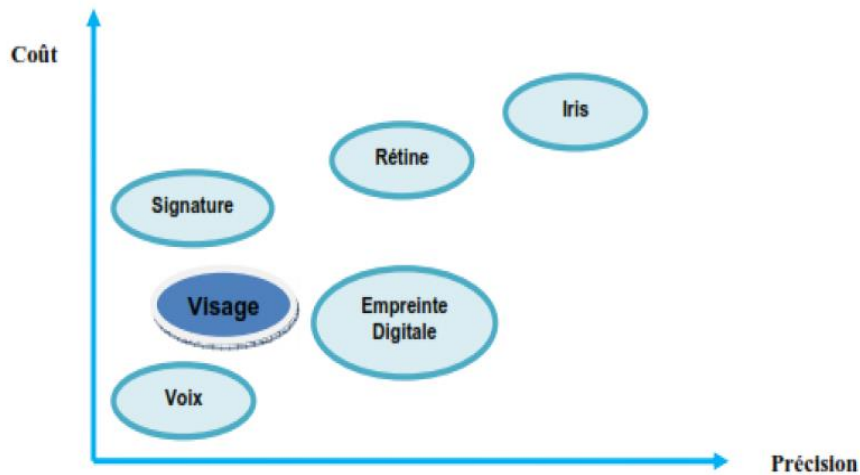 Coût
Iris
Rétine
Signature
Visage
Empreinte
Digitale
Voix
Précision